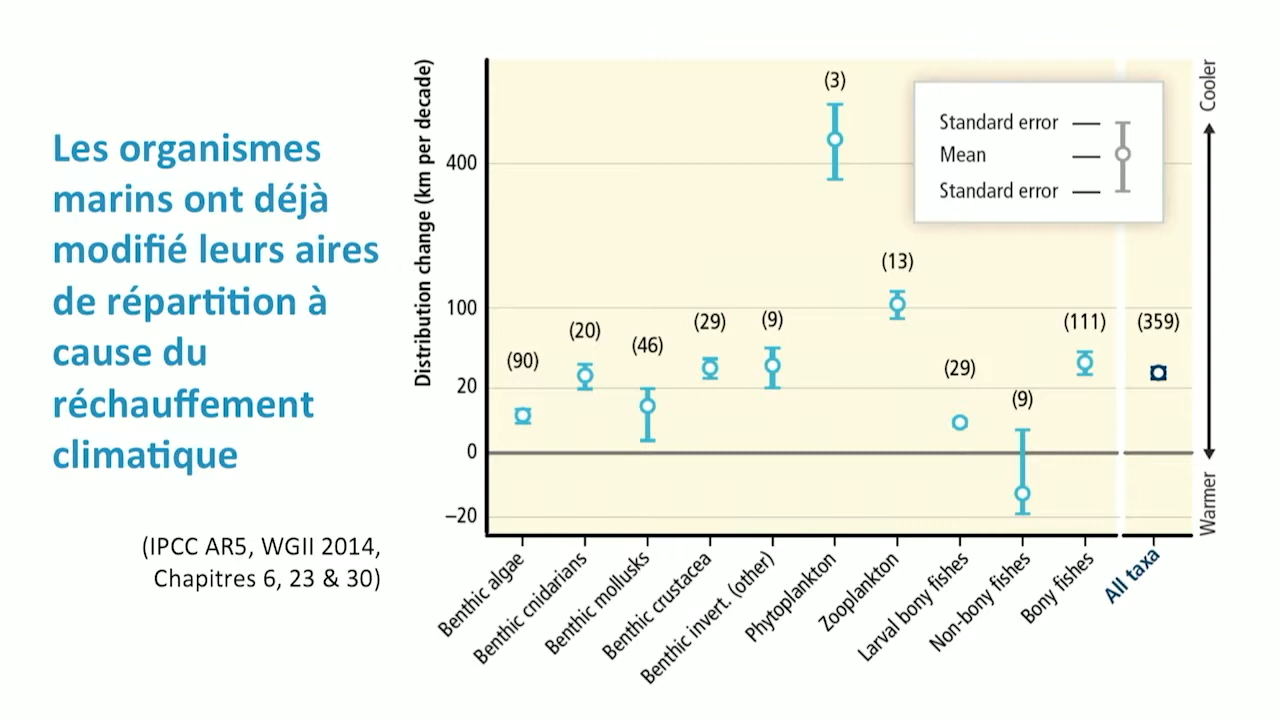 Les organismes
marins ont déjà
modifié leurs aires
de répartition à
cause du
réchauffement
climatique
(IPCC AR5, WGII 2014,
Chapitres 6, 23 & 30)
Distribution change (km per decade)
400
100
20
0
–20
(90)
(20)
(46)
(29)
(9)
(3)
(13)
(29)
(9)
(111)
(359)
Standard error
Mean
Standard error
Cooler
Warmer
Benthic algae
Benthic cnidarians
Benthic mollusks
Benthic crustacea
Benthic invert. (other)
Phytoplankton
Zooplankton
Larval bony fishes
Non-bony fishes
Bony fishes
All taxa